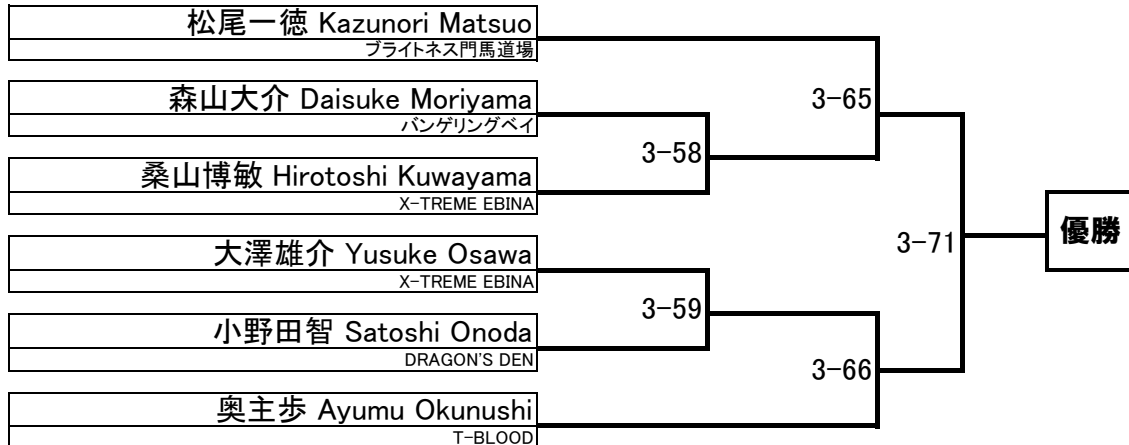 松尾一徳 Kazunori Matsuo
ブライトネス門馬道場
森山大介 Daisuke Moriyama
バンゲリングベイ
桑山博敏 Hirotoshi Kuwayama
X-TREME EBINA
大澤雄介 Yusuke Osawa
X-TREME EBINA
小野田智 Satoshi Onoda
DRAGON'S DEN
奥主歩 Ayumu Okunushi
T-BLOOD
3-58
3-59
3-65
3-66
3-71
優勝